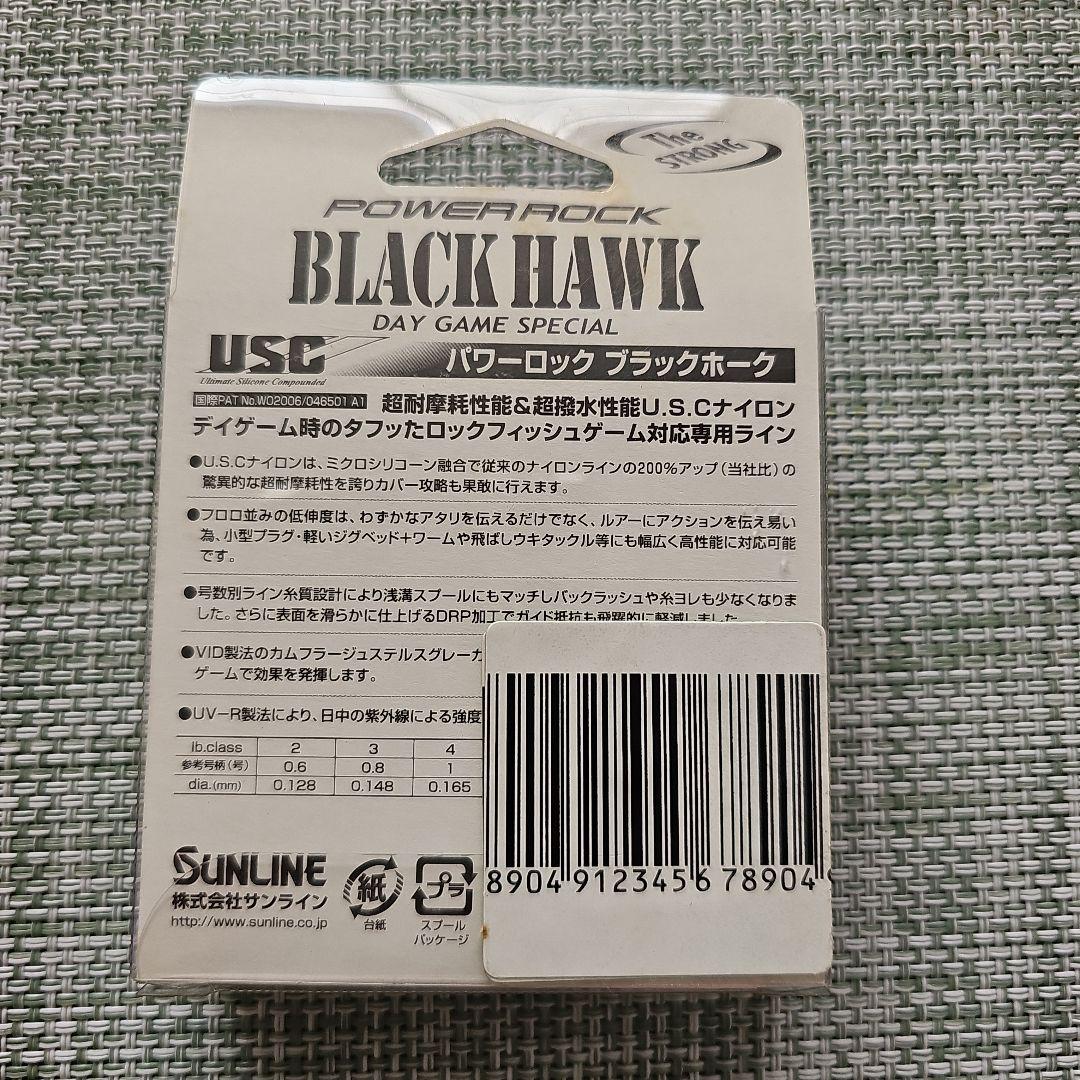 The
STRONG
POWER ROCK
BLACK HAWK
DAY GAME SPECIAL
USC
Ultimate Silicone Compounded
パワーロック ブラックホーク
国際PAT No.WO2006/046501 A1
超耐摩耗性能&超撥水性能U.S.Cナイロン
デイゲーム時のタフッたロックフィッシュゲーム対応専用ライン
●U.S.Cナイロンは、ミクロシリコーン融合で従来のナイロンラインの200%アップ(当社比)の
驚異的な超耐摩耗性を誇りカバー攻略も果敢に行えます。
●フロロ並みの低伸度は、わずかなアタリを伝えるだけでなく、ルアーにアクションを伝え易い
為、小型プラグ・軽いジグヘッド+ワームや飛ばしウキタックル等にも幅広く高性能に対応可能
です。
●号数別ライン糸質設計により浅溝スプールにもマッチしバックラッシュや糸ヨレも少なくなりま
した。さらに表面を滑らかに仕上げるDRP加工でガイド抵抗も飛躍的に軽減しました
●VID製法のカムフラージュステルスグレーカ
ゲームで効果を発揮します。
●UV-R製法により、日中の紫外線による強度
lb.class 2 3 4
参考号柄(号) 0.6 0.8 1
dia.(mm) 0.128 0.148 0.165
SUNLINE
株式会社サンライン
http://www.sunline.co.jp
紙
台紙
プラ
スプール
パッケージ
8904 9123456 78904